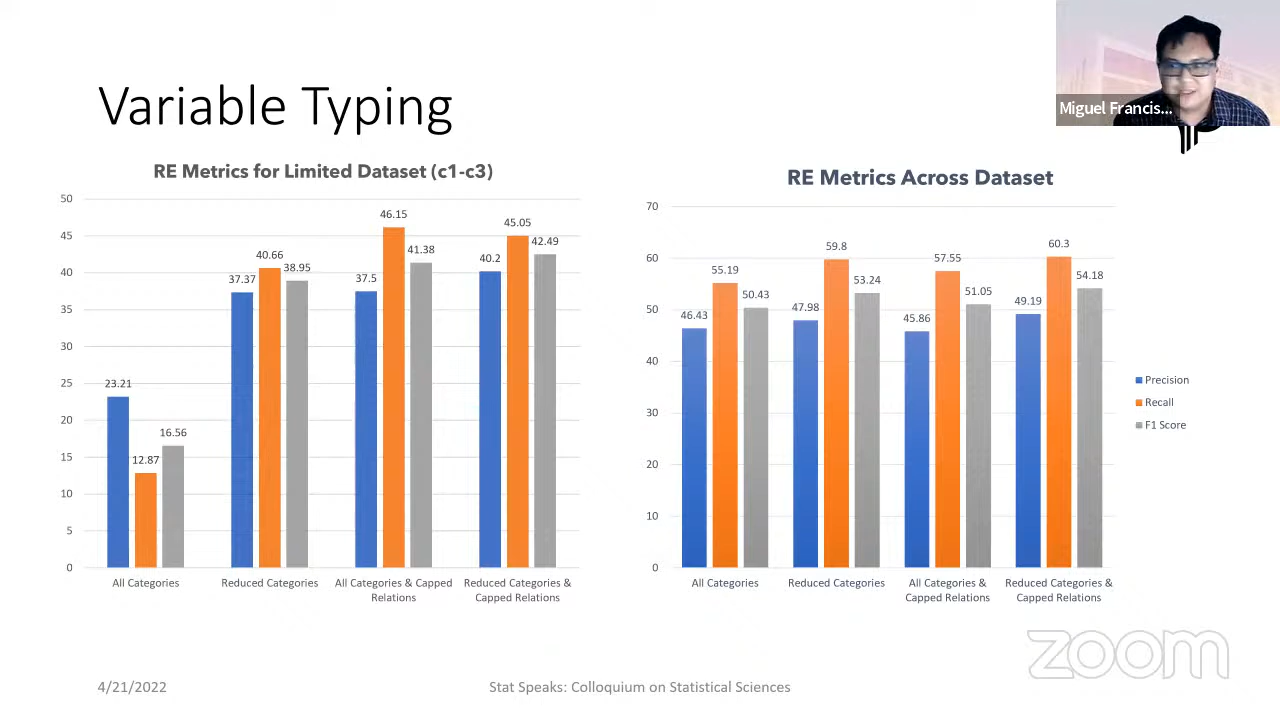 Variable Typing
Miguel Francis...
RE Metrics for Limited Dataset (c1-c3)
50
45
40
35
30
25
20
15
10
5
0
23.21
12.87
16.56
37.37
40.66
38.95
37.5
46.15
41.38
40.2
45.05
42.49
All Categories
Reduced Categories
All Categories & Capped
Relations
Reduced Categories &
Capped Relations
RE Metrics Across Dataset
70
60
50
40
30
20
10
0
46.43
55.19
50.43
47.98
59.8
53.24
45.86
57.55
51.05
49.19
60.3
54.18
All Categories
Reduced Categories
All Categories &
Capped Relations
Reduced Categories &
Capped Relations
Precision
Recall
F1 Score
zoom
4/21/2022
Stat Speaks: Colloquium on Statistical Sciences